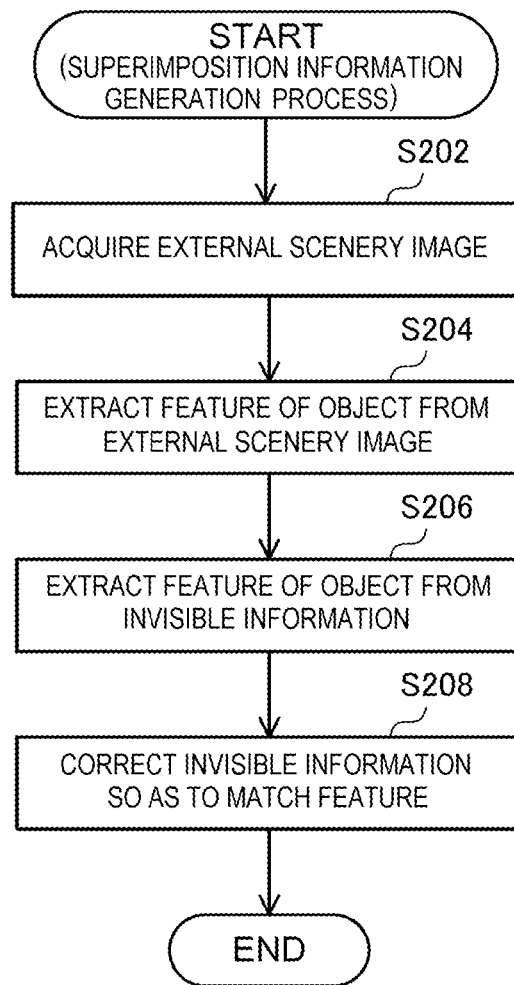 START
(SUPERIMPOSITION INFORMATION
GENERATION PROCESS)
S202
ACQUIRE EXTERNAL SCENERY IMAGE
S204
EXTRACT FEATURE OF OBJECT FROM
EXTERNAL SCENERY IMAGE
S206
EXTRACT FEATURE OF OBJECT FROM
INVISIBLE INFORMATION
S208
CORRECT INVISIBLE INFORMATION
SO AS TO MATCH FEATURE
END